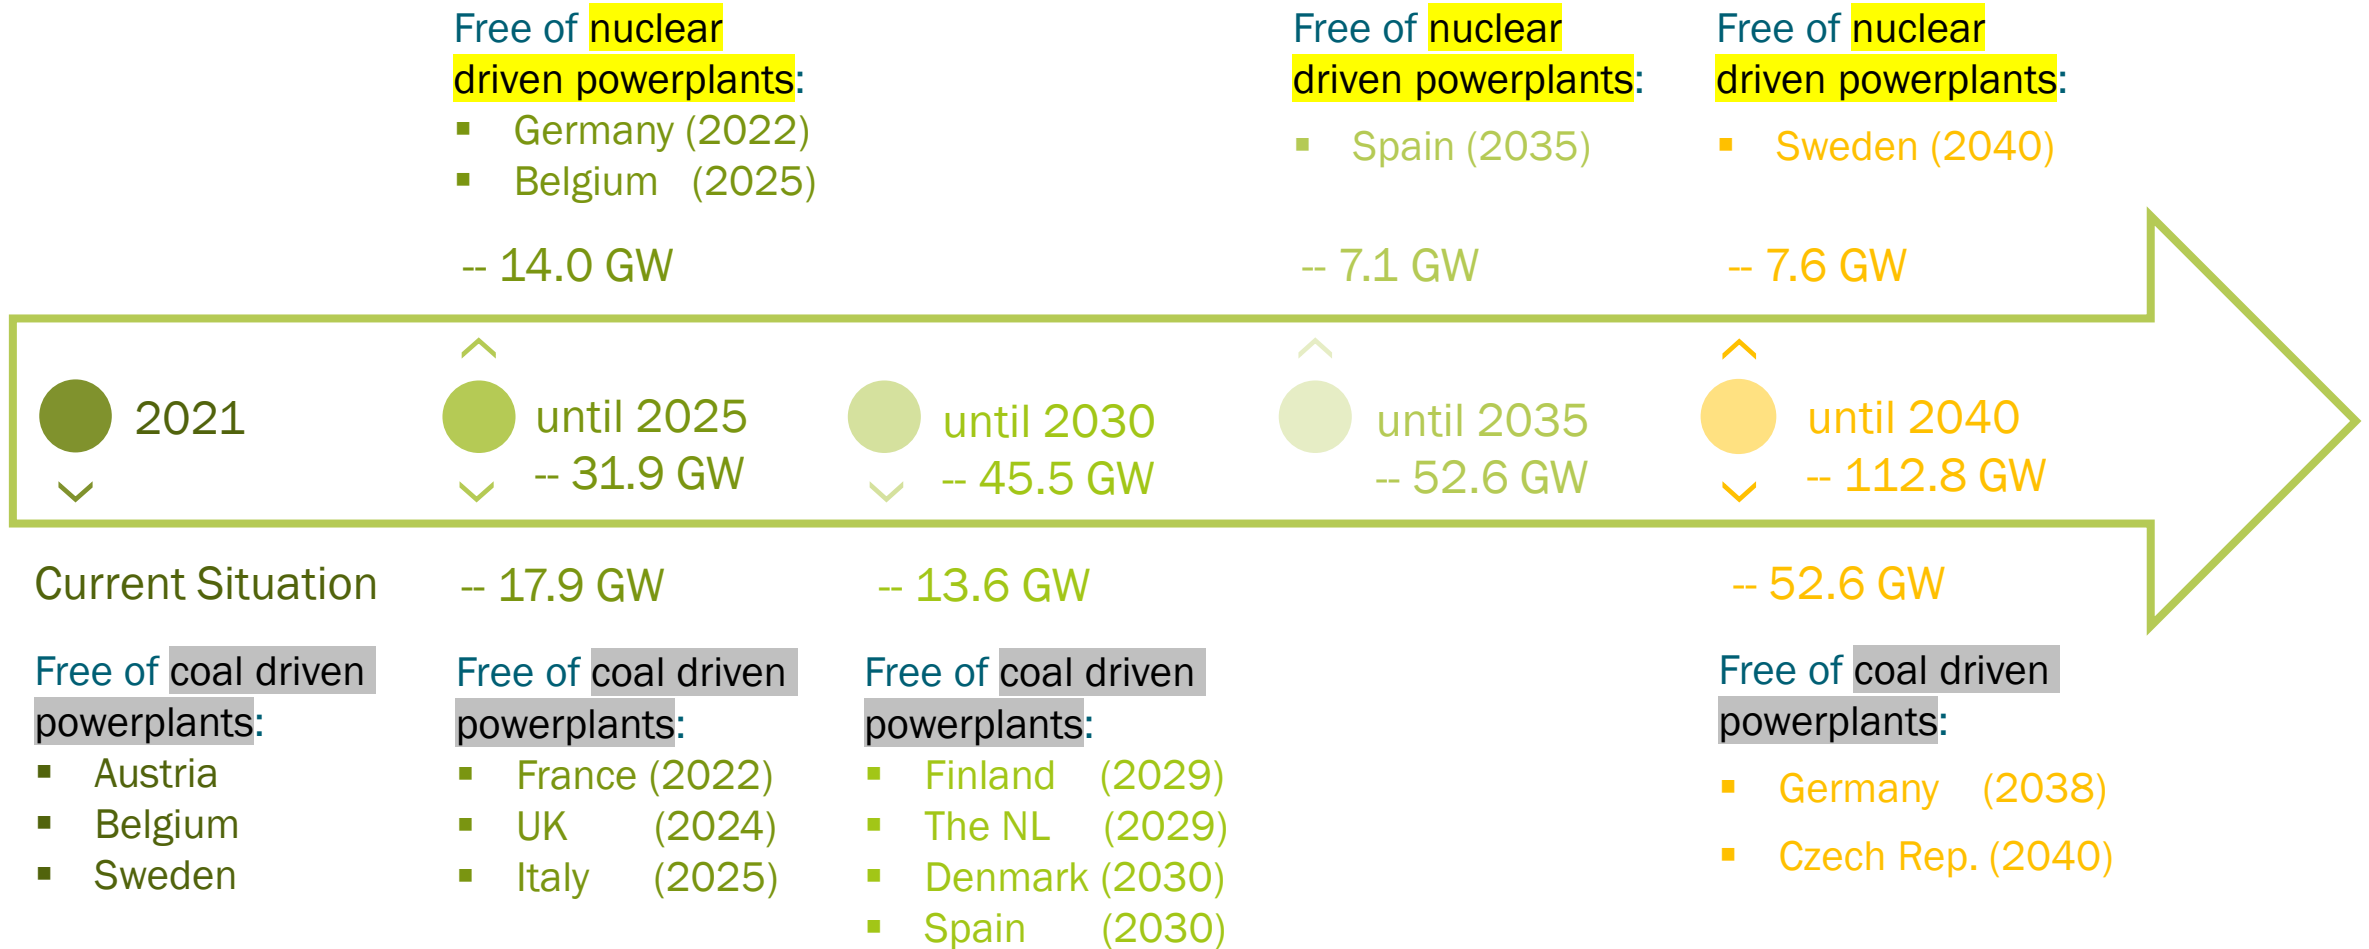 Free of nuclear
driven powerplants:
▪ Germany (2022)
▪ Belgium (2025)
-- 14.0 GW
Free of nuclear
driven powerplants:
▪ Spain (2035)
-- 7.1 GW
Free of nuclear
driven powerplants:
▪ Sweden (2040)
-- 7.6 GW
2021
until 2025
-- 31.9 GW
until 2030
-- 45.5 GW
until 2035
-- 52.6 GW
until 2040
-- 112.8 GW
Current Situation
Free of coal driven
powerplants:
▪ Austria
▪ Belgium
▪ Sweden
-- 17.9 GW
Free of coal driven
powerplants:
▪ France (2022)
▪ UK (2024)
▪ Italy (2025)
-- 13.6 GW
Free of coal driven
powerplants:
▪ Finland (2029)
▪ The NL (2029)
▪ Denmark (2030)
▪ Spain (2030)
-- 52.6 GW
Free of coal driven
powerplants:
▪ Germany (2038)
▪ Czech Rep. (2040)